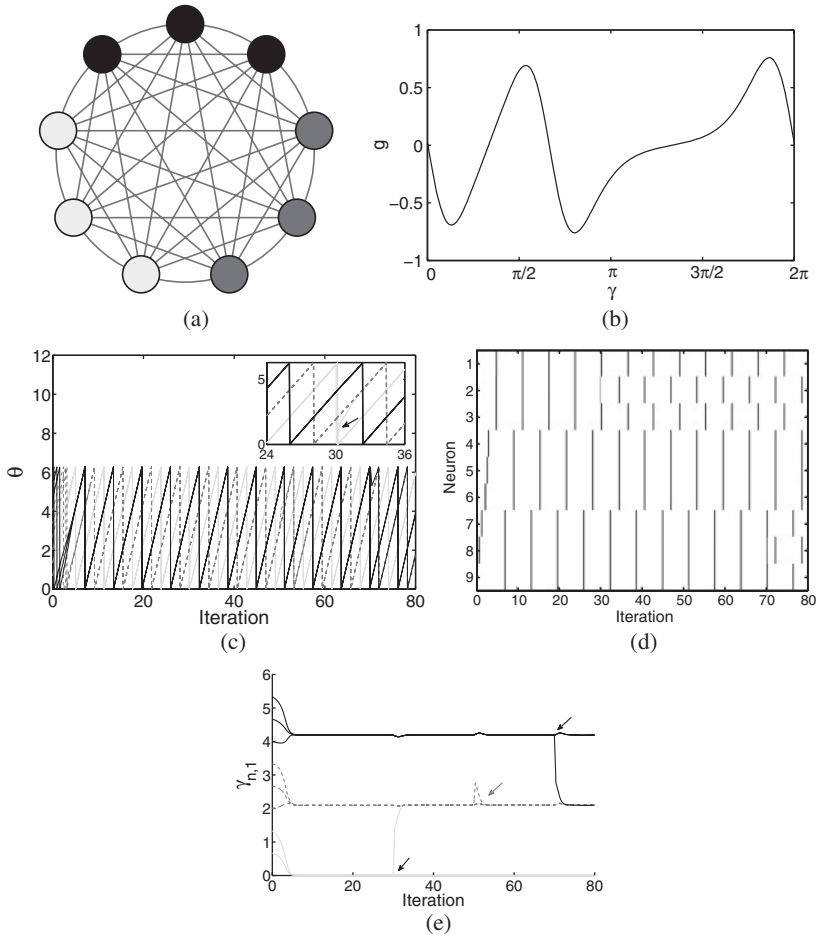 1
0.5
0
−0.5
−1
g
0 π/2 π 3π/2 2π
γ
(a)
(b)
12
10
8
6
4
2
0
θ
5
0
24 30 36
0 20 40 60 80
Iteration
(c)
1
2
3
4
5
6
7
8
9
Neuron
0 10 20 30 40 50 60 70 80
Iteration
(d)
6
5
4
3
2
1
0
γn,1
0 20 40 60 80
Iteration
(e)